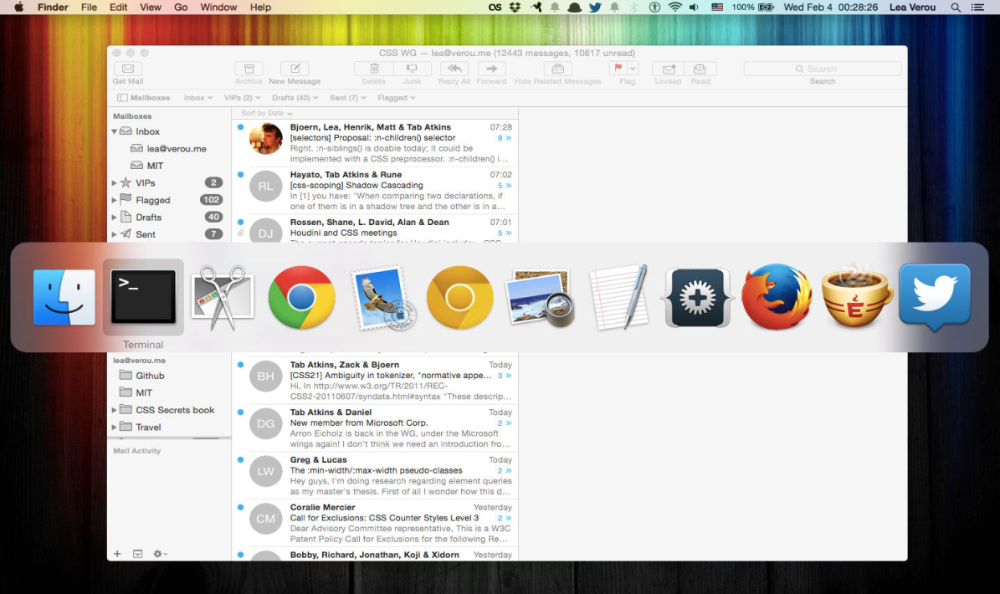 Finder File Edit View Go Window Help
100% Wed Feb 4 00:28:26 Lea Verou
CSS WG — lea@verou.me (12443 messages, 10817 unread)
Get Mail Archive New Message Delete Junk Reply All Forward Hide Related Messages Flag Unread Read
Search
Search
Mailboxes Inbox VIPs (2) Drafts (40) Sent (7) Flagged
Mailboxes
Inbox
lea@verou.me
MIT
VIPs 2
Flagged 102
Drafts 40
Sent 7
Sort by Date
Bjoern, Lea, Henrik, Matt & Tab Atkins 07:28
[selectors] Proposal: :n-children() selector 9 »
Right. :n-siblings() is doable today; it could be
implemented with a CSS preprocessor. :n-children() i...
RL
Hayato, Tab Atkins & Rune 07:02
[css-scoping] Shadow Cascading 5 »
In [1] you have: "When comparing two declarations, if
one of them is in a shadow tree and the other is in a...
DJ
Rossen, Shane, L. David, Alan & Dean 07:01
Houdini and CSS meetings 5 »
>_
Terminal
lea@verou.me
Github
MIT
CSS Secrets book
Travel
Mail Activity
BH
Tab Atkins, Zack & Bjoern Today
[CSS21] Ambiguity in tokenizer, "normative appe... 3 »
Hi, In http://www.w3.org/TR/2011/REC-
CSS2-20110607/syndata.html#syntax "These descrip...
DG
Tab Atkins & Daniel Today
New member from Microsoft Corp. 2 »
Arron Eicholz is back in the WG, under the Microsoft
wings again! I don't think we need an introduction fro...
LW
Greg & Lucas Today
The :min-width/:max-width pseudo-classes 2 »
Hey guys, I'm doing research regarding element queries
as my master's thesis. First of all I wonder how this d...
CM
Coralie Mercier Yesterday
Call for Exclusions: CSS Counter Styles Level 3 2 »
Dear Advisory Committee representative, This is a W3C
Patent Policy Call for Exclusions for the following Re...
Bobby, Richard, Jonathan, Koji & Xidorn Yesterday